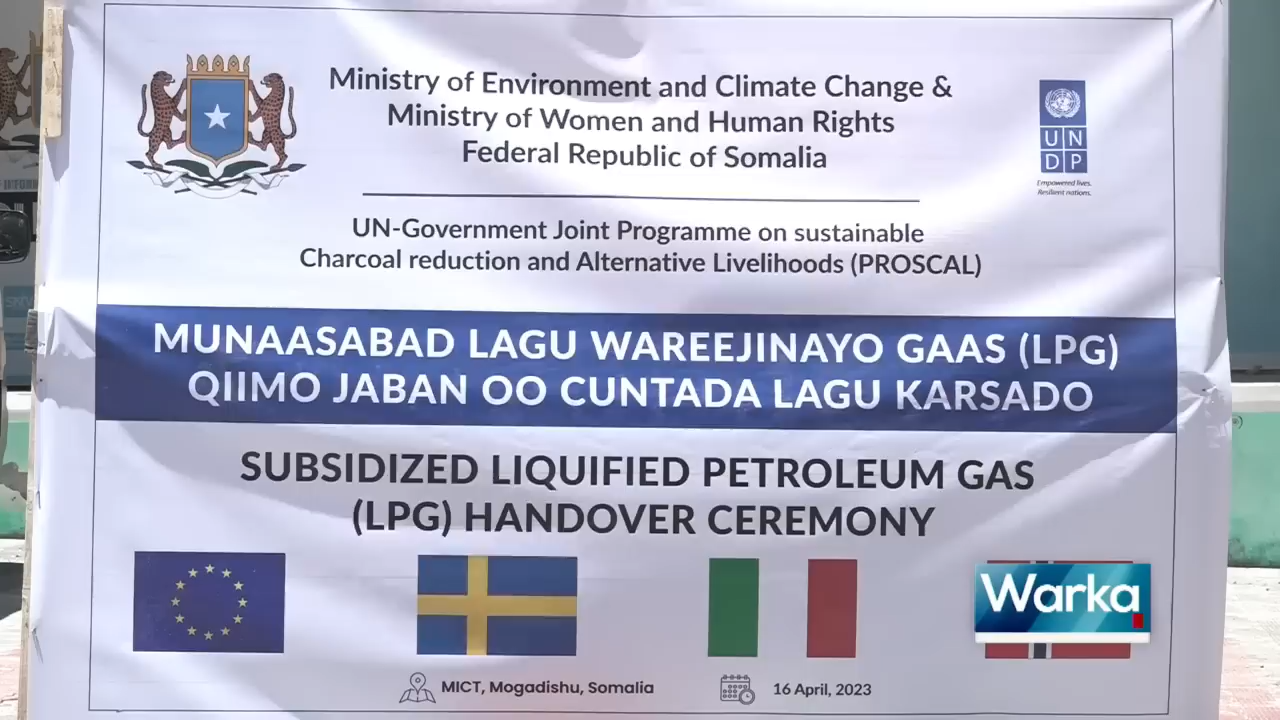 Ministry of Environment and Climate Change &
Ministry of Women and Human Rights
Federal Republic of Somalia
UN
DP
Empowered lives.
Resilient nations.
UN-Government Joint Programme on sustainable
Charcoal reduction and Alternative Livelihoods (PROSCAL)
MUNAASABAD LAGU WAREEJINAYO GAAS (LPG)
QIIMO JABAN OO CUNTADA LAGU KARSADO
SUBSIDIZED LIQUIFIED PETROLEUM GAS
(LPG) HANDOVER CEREMONY
Warka
MICT, Mogadishu, Somalia
16 April, 2023